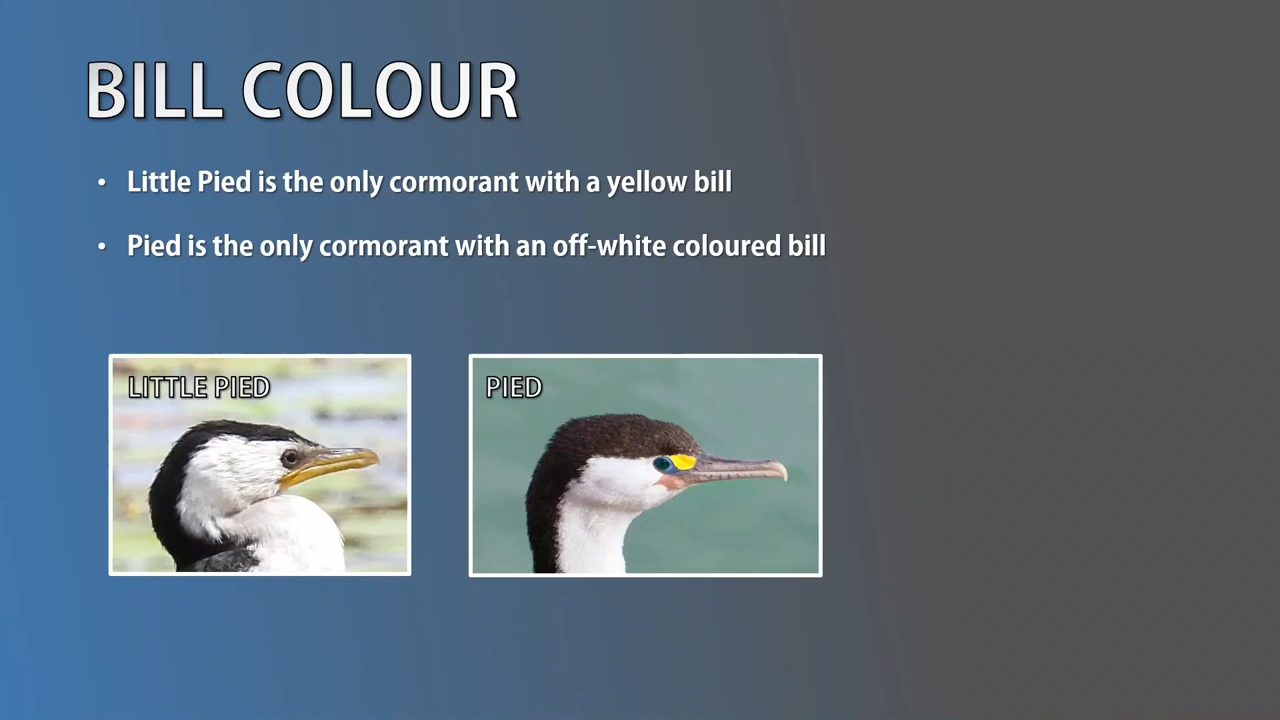 BILL COLOUR
• Little Pied is the only cormorant with a yellow bill
• Pied is the only cormorant with an off-white coloured bill
LITTLE PIED
PIED